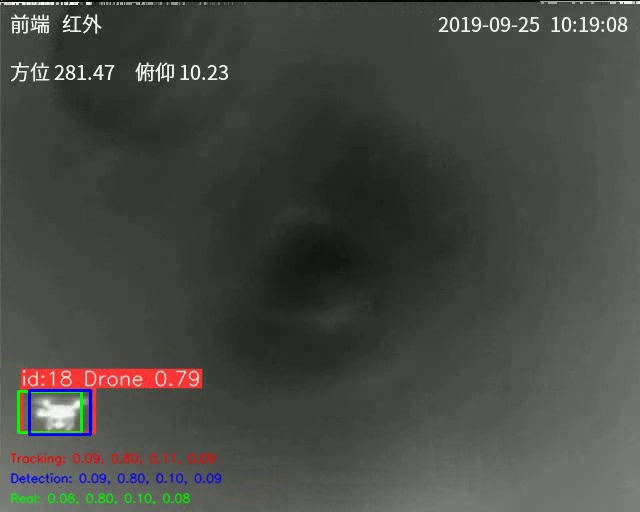 前端 红外
2019-09-25 10:19:08
方位 281.47 俯仰 10.23
id:18 Drone 0.79
Tracking: 0.09, 0.80, 0.11, 0.09
Detection: 0.09, 0.80, 0.10, 0.09
Real: 0.08, 0.80, 0.10, 0.08